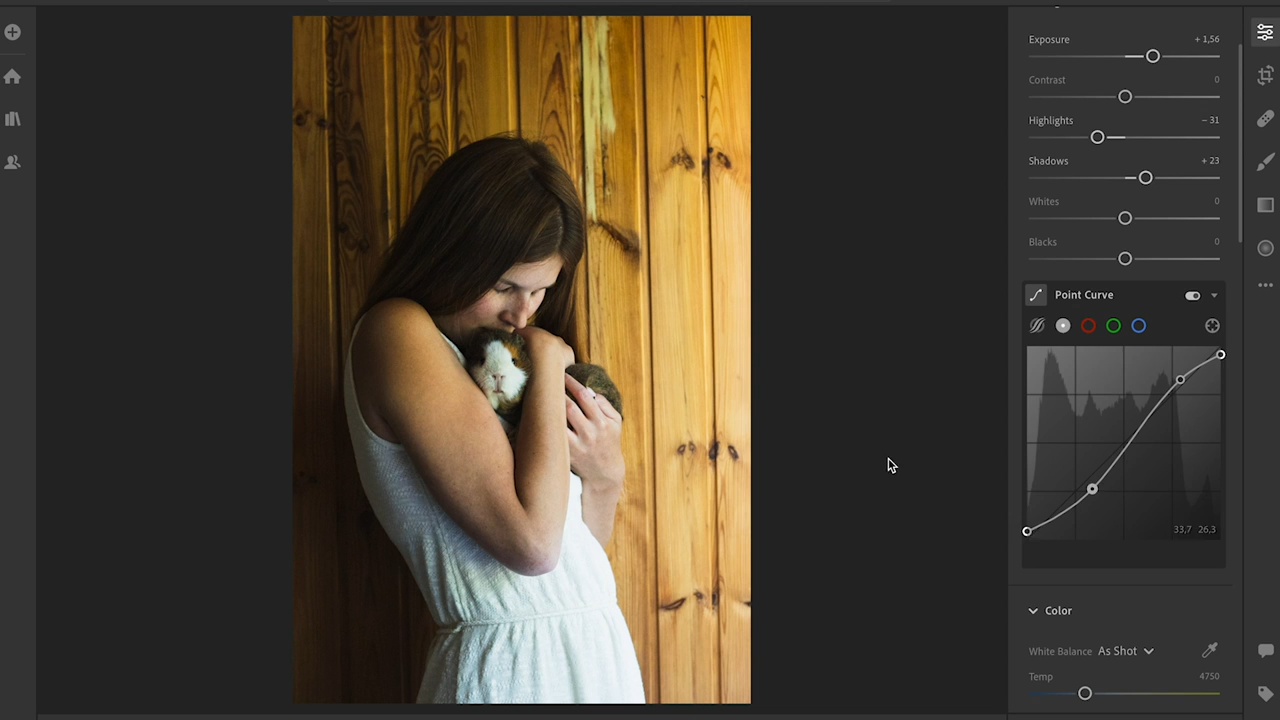 Exposure + 1,56
Contrast 0
Highlights – 31
Shadows + 23
Whites 0
Blacks 0
Point Curve
33,7 26,3
Color
White Balance As Shot
Temp 4750